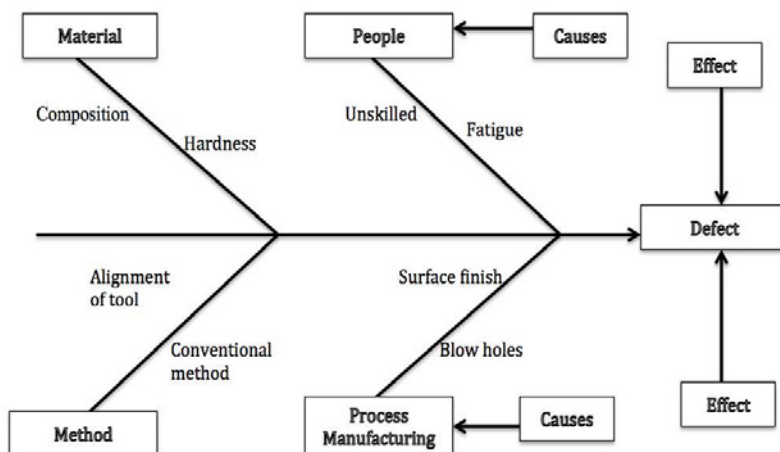 Material
People
Causes
Effect
Composition
Hardness
Unskilled
Fatigue
Defect
Alignment
of tool
Surface finish
Conventional
method
Blow holes
Method
Process
Manufacturing
Causes
Effect